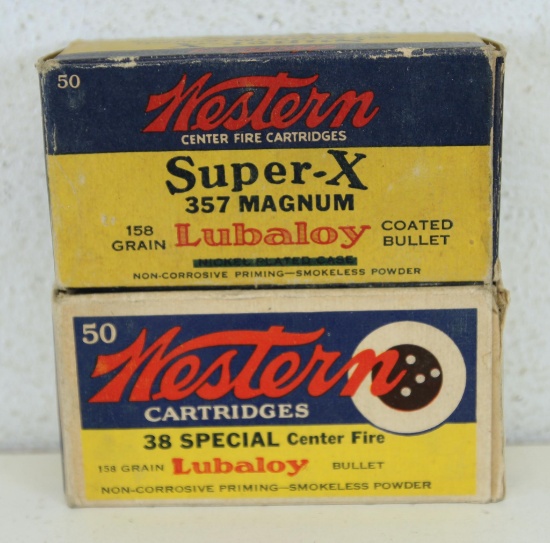 50
Western
CENTER FIRE CARTRIDGES
Super-X
357 MAGNUM
158 GRAIN Lubaloy COATED BULLET
NICKEL PLATED CASE
NON-CORROSIVE PRIMING—SMOKELESS POWDER
50
Western
CARTRIDGES
38 SPECIAL Center Fire
158 GRAIN Lubaloy BULLET
NON-CORROSIVE PRIMING—SMOKELESS POWDER